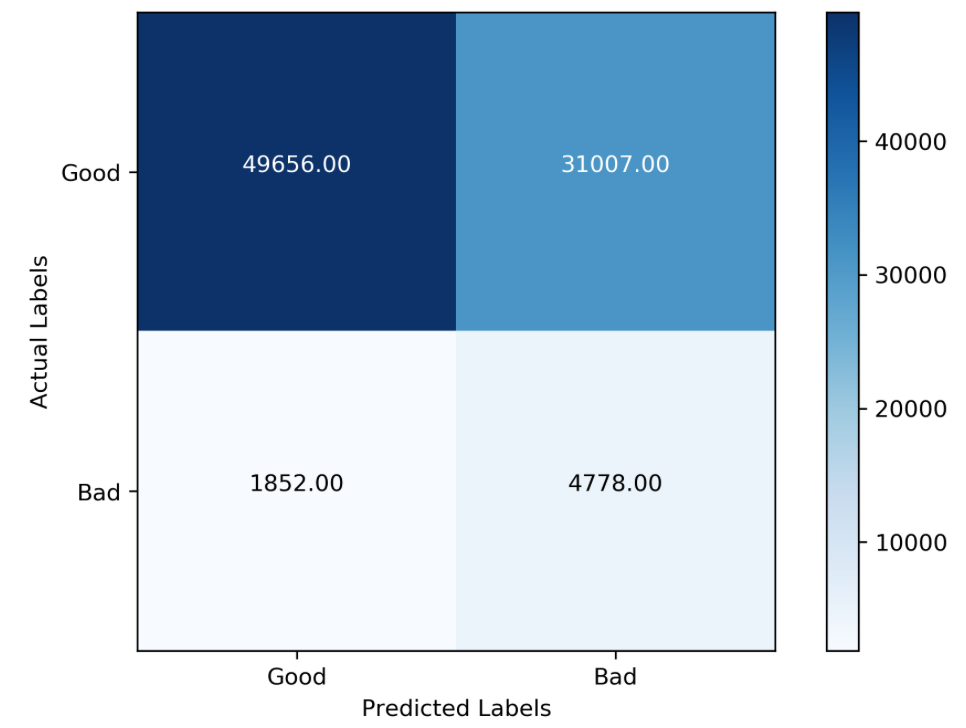 40000
Good
49656.00
31007.00
30000
Actual Labels
20000
Bad
1852.00
4778.00
10000
Good
Bad
Predicted Labels